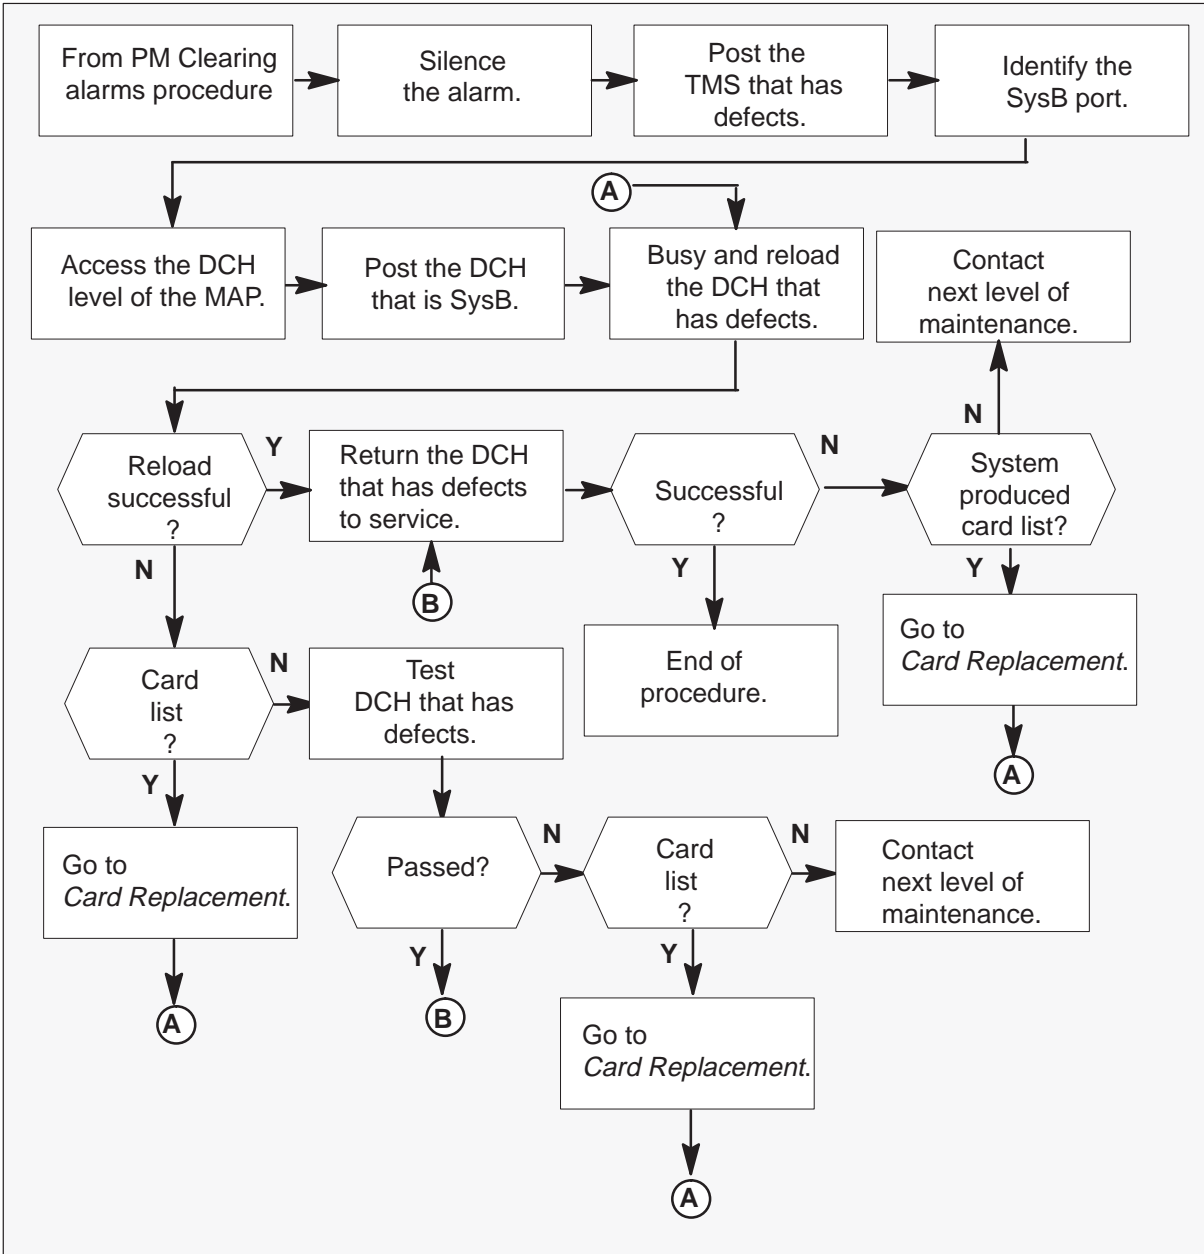 From PM Clearing
alarms procedure
Silence
the alarm.
Post the
TMS that has
defects.
Identify the
SysB port.
A
Access the DCH
level of the MAP.
Post the DCH
that is SysB.
Busy and reload
the DCH that
has defects.
Contact
next level of
maintenance.
N
Reload
successful
?
Y
Return the DCH
that has defects
to service.
Successful
?
N
System
produced
card list?
N
B
Y
Y
End of
procedure.
Go to
Card Replacement.
A
Card
list
?
N
Test
DCH that has
defects.
Y
Go to
Card Replacement.
A
Passed?
N
Card
list
?
N
Contact
next level of
maintenance.
Y
B
Y
Go to
Card Replacement.
A